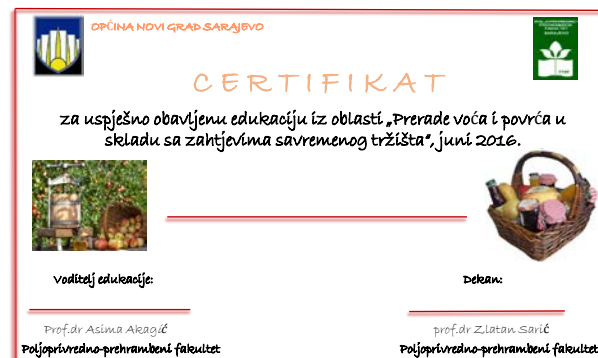 OPĆINA NOVI GRAD SARAJEVO
CERTIFIKAT
za uspješno obavljenu edukaciju iz oblasti „Prerade voća i povrća u
skladu sa zahtjevima savremenog tržišta“, juni 2016.
Voditelj edukacije:
Dekan:
Prof.dr Asima Akagić
prof.dr Zlatan Sarić
Poljoprivredno-prehrambeni fakultet
Poljoprivredno-prehrambeni fakultet